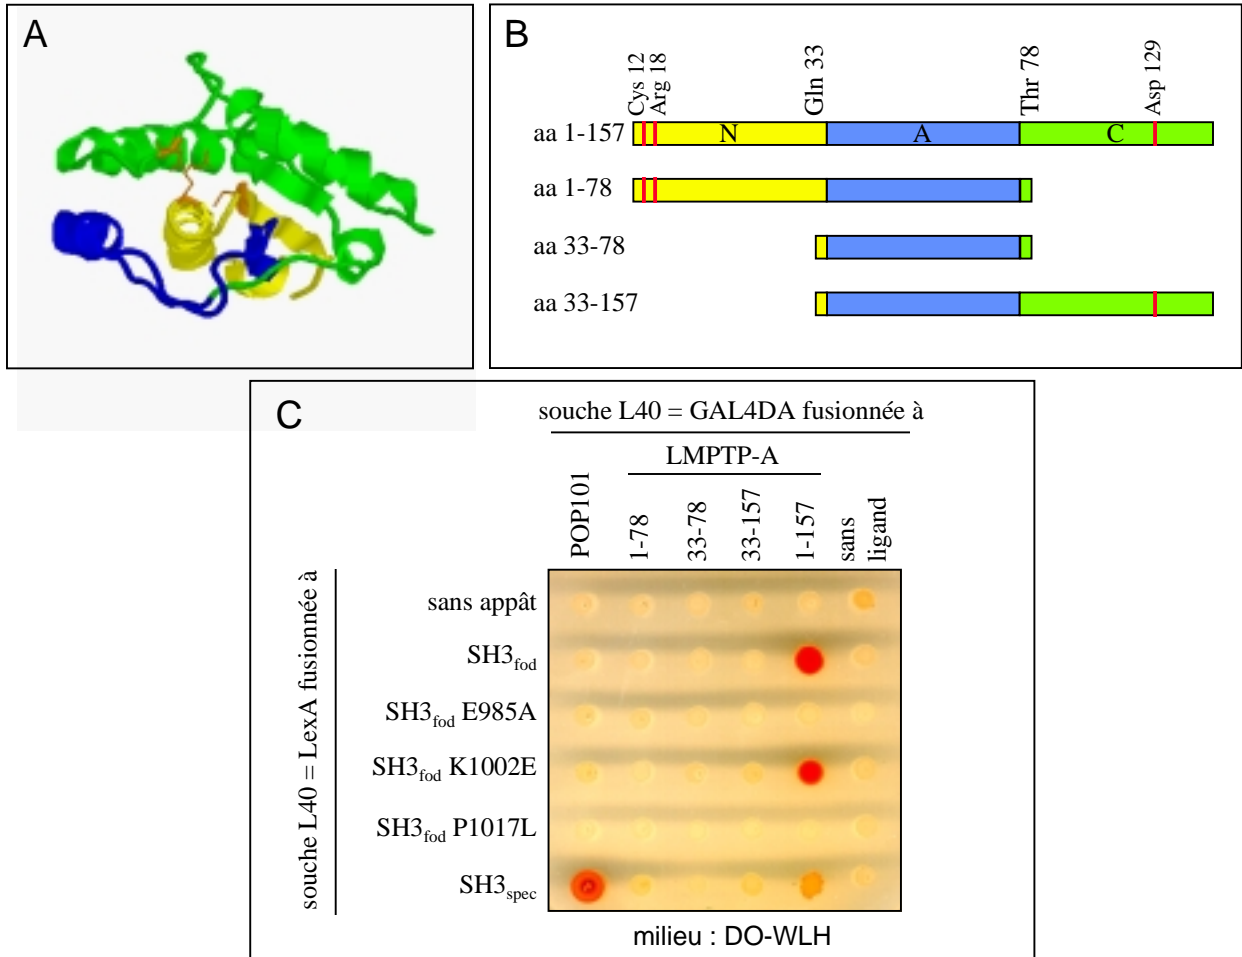 A
B
Cys 12
Arg 18
Gln 33
Thr 78
Asp 129
aa 1-157
N
A
C
aa 1-78
aa 33-78
aa 33-157
C
souche L40 = GAL4DA fusionnée à
LMPTP-A
POP101
1-78
33-78
33-157
1-157
sans
ligand
souche L40 = LexA fusionnée à
sans appât
SH3fod
SH3fod E985A
SH3fod K1002E
SH3fod P1017L
SH3spec
milieu : DO-WLH